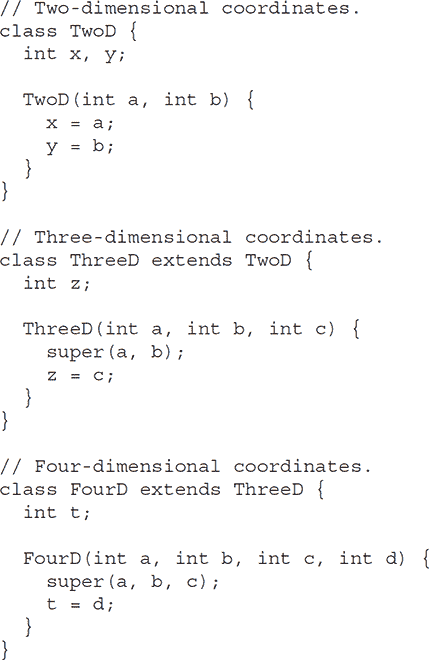 // Two-dimensional coordinates.
class TwoD {
  int x, y;

  TwoD(int a, int b) {
    x = a;
    y = b;
  }
}

// Three-dimensional coordinates.
class ThreeD extends TwoD {
  int z;

  ThreeD(int a, int b, int c) {
    super(a, b);
    z = c;
  }
}

// Four-dimensional coordinates.
class FourD extends ThreeD {
  int t;

  FourD(int a, int b, int c, int d) {
    super(a, b, c);
    t = d;
  }
}